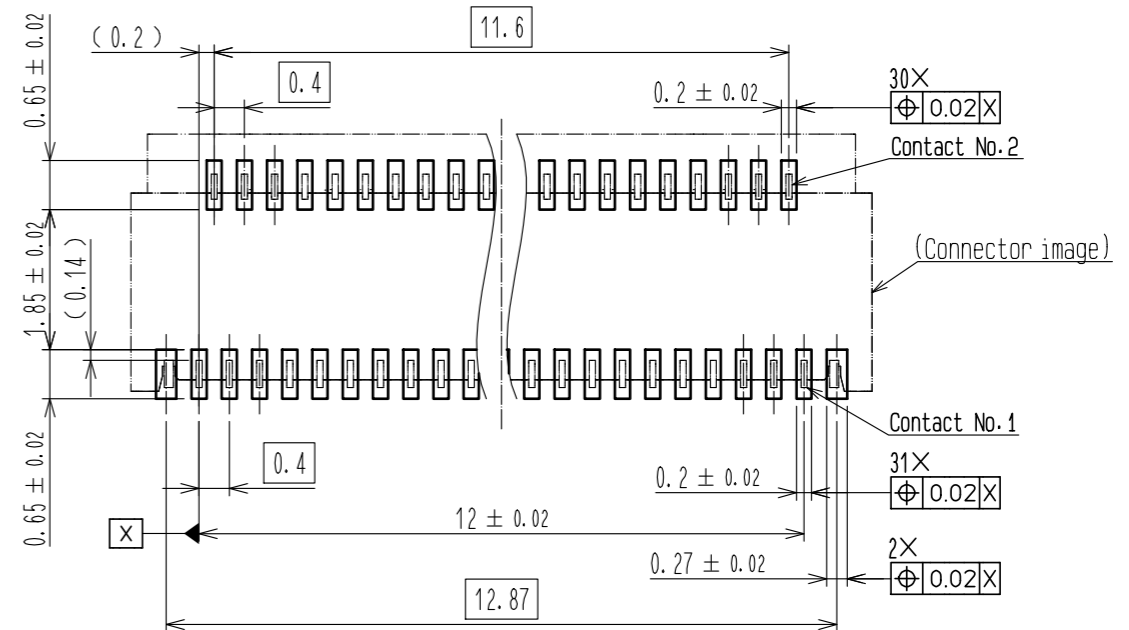 11.6
(0.2)
0.65 ± 0.02
0.4
0.2 ± 0.02
30×
⌖ 0.02 X
Contact No.2
1.85 ± 0.02
(0.14)
(Connector image)
Contact No.1
0.65 ± 0.02
0.4
0.2 ± 0.02
31×
⌖ 0.02 X
X
12 ± 0.02
2×
0.27 ± 0.02
⌖ 0.02 X
12.87